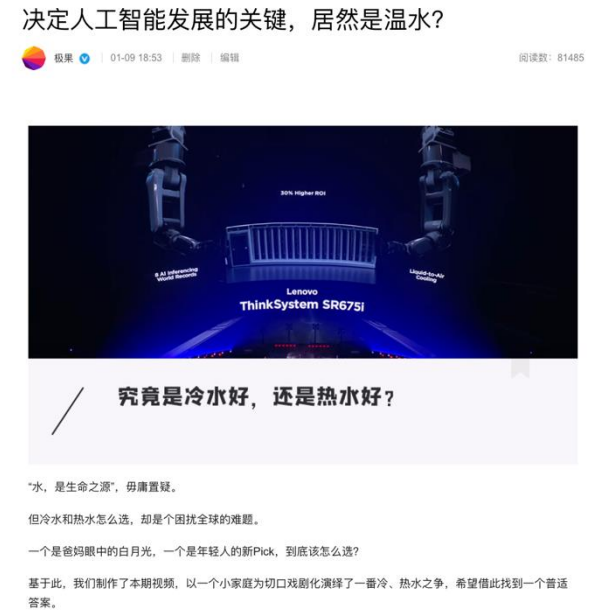 决定人工智能发展的关键，居然是温水？
极果 01-09 18:53 删除 编辑 阅读数：81485
30% Higher ROI
8 AI Inferencing
World Records
Liquid-to-Air
Cooling
Lenovo
ThinkSystem SR675i
究竟是冷水好，还是热水好？
“水，是生命之源”，毋庸置疑。
但冷水和热水怎么选，却是个困扰全球的难题。
一个是爸妈眼中的白月光，一个是年轻人的新Pick，到底该怎么选?
基于此，我们制作了本期视频，以一个小家庭为切口戏剧化演绎了一番冷、热水之争，希望借此找到一个普适
答案。